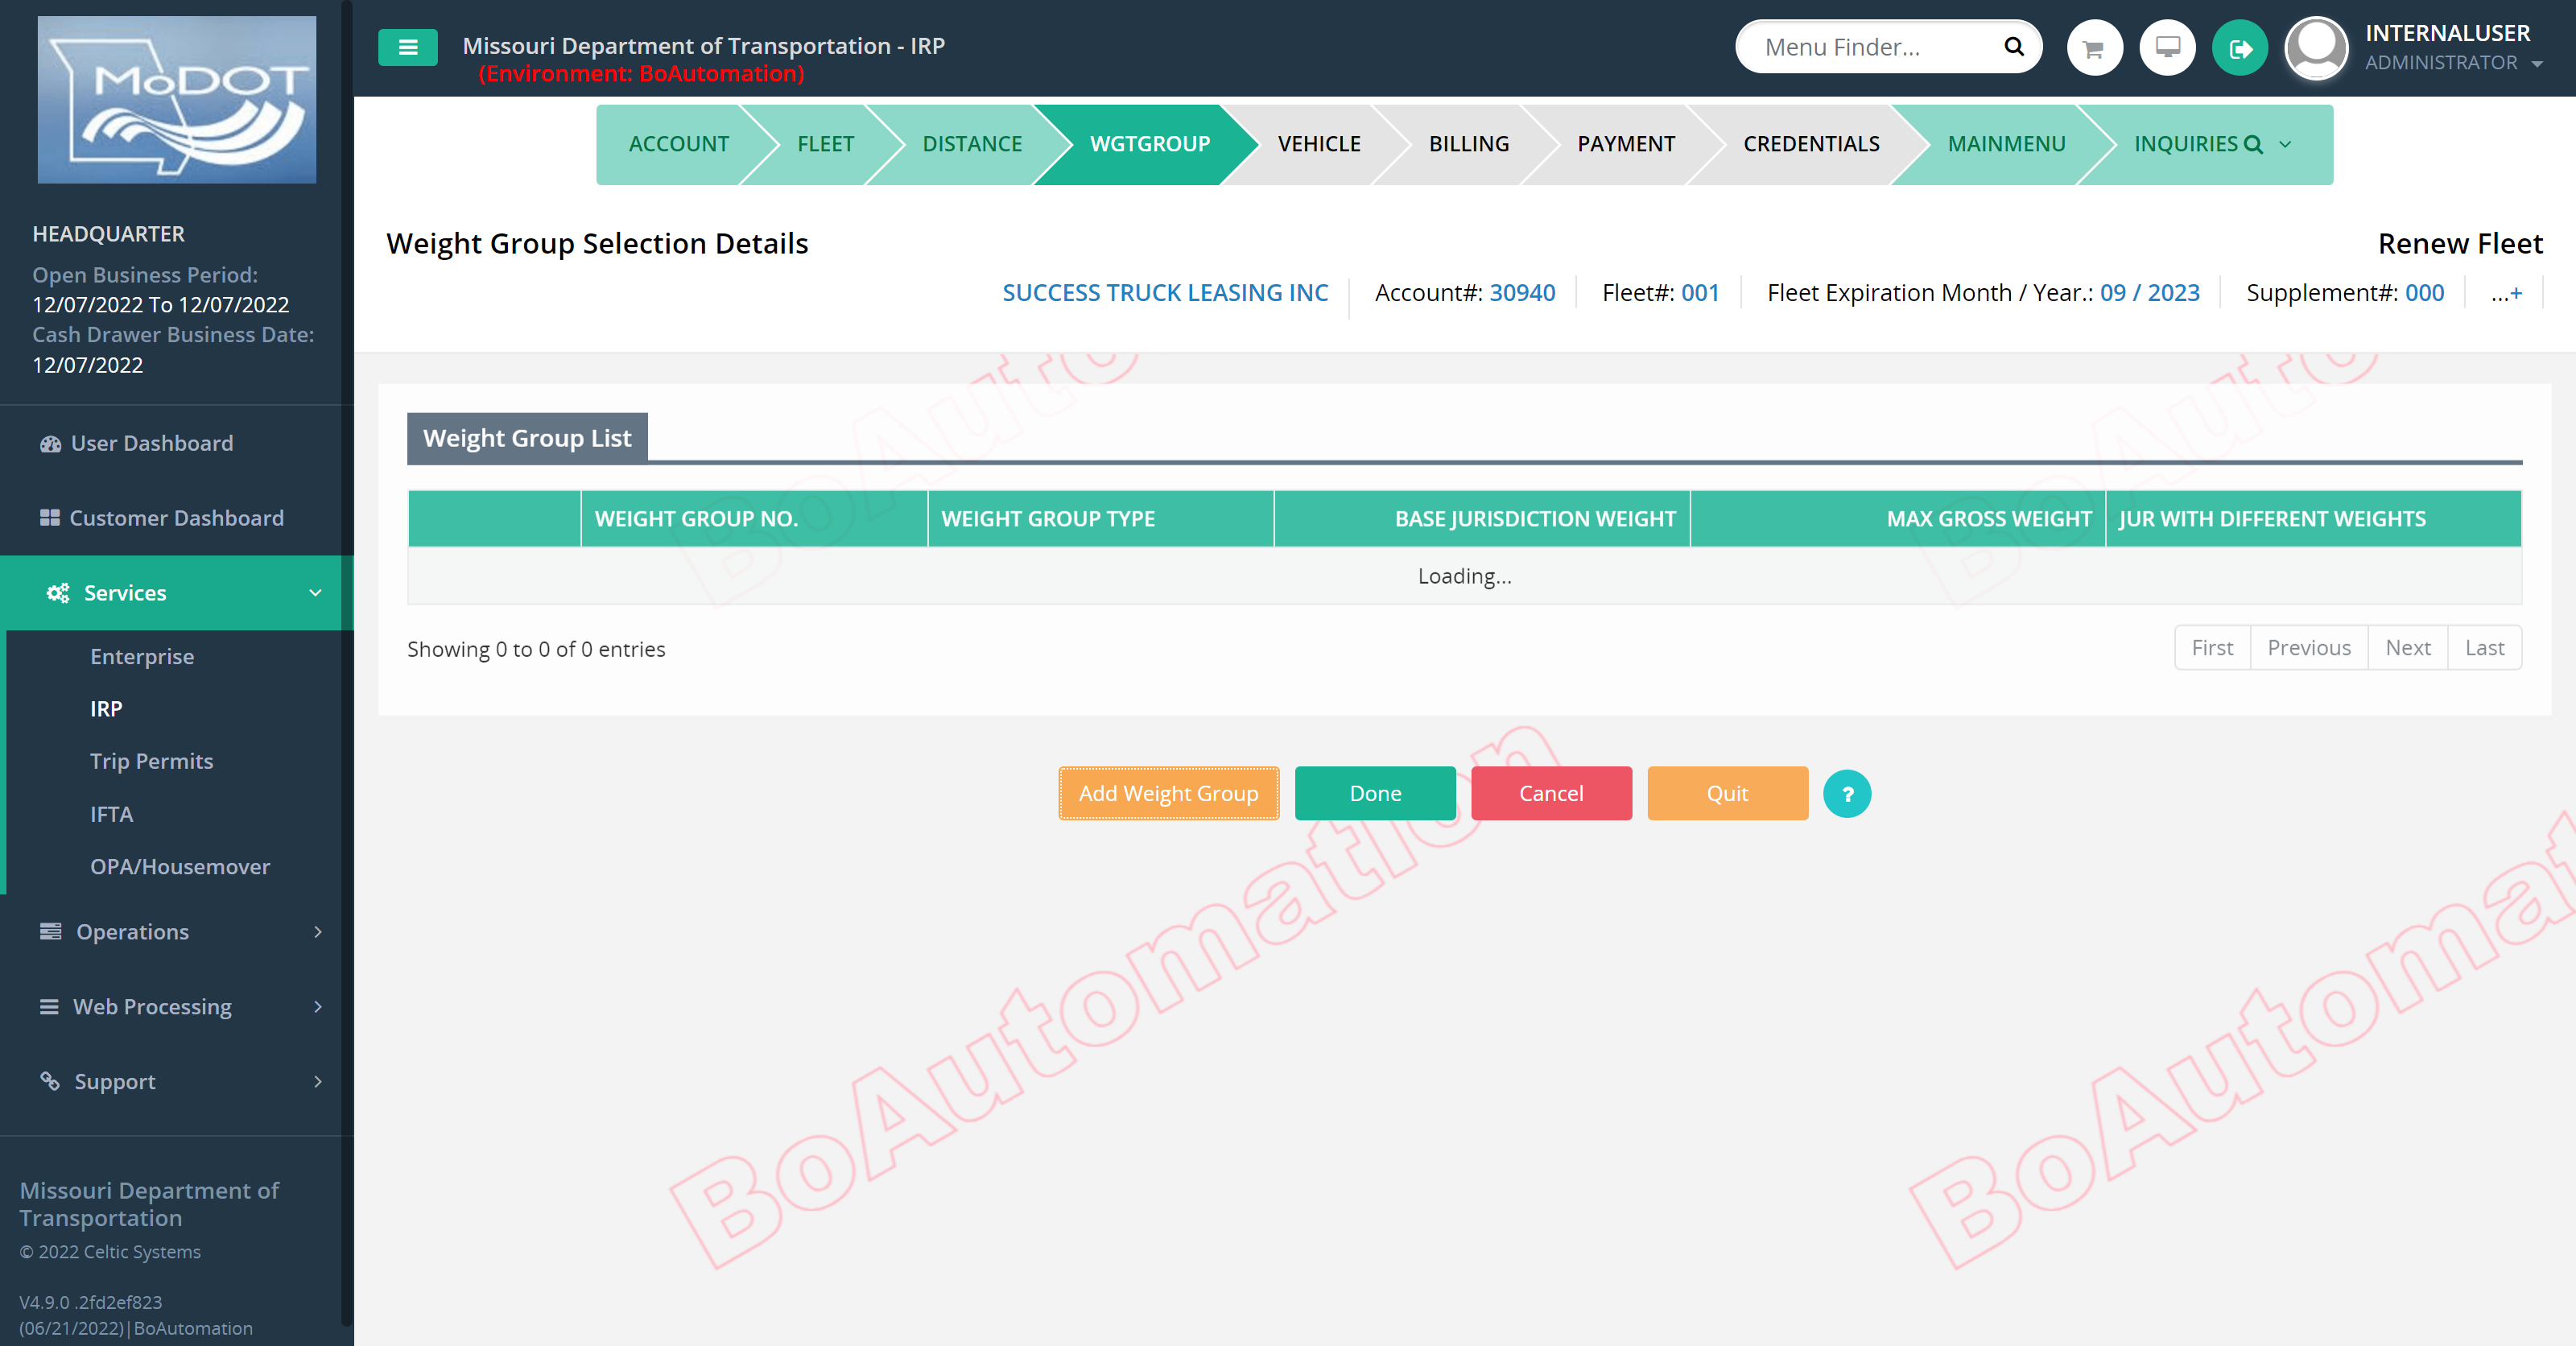 MoDOT
HEADQUARTER
Open Business Period:
12/07/2022 To 12/07/2022
Cash Drawer Business Date:
12/07/2022
User Dashboard
Customer Dashboard
Services
Enterprise
IRP
Trip Permits
IFTA
OPA/Housemover
Operations
Web Processing
Support
Missouri Department of
Transportation
© 2022 Celtic Systems
V4.9.0 .2fd2ef823
(06/21/2022)|BoAutomation
Missouri Department of Transportation - IRP
(Environment: BoAutomation)
Menu Finder...
INTERNALUSER
ADMINISTRATOR
ACCOUNT FLEET DISTANCE WGTGROUP VEHICLE BILLING PAYMENT CREDENTIALS MAINMENU INQUIRIES
Weight Group Selection Details
Renew Fleet
SUCCESS TRUCK LEASING INC Account#: 30940 Fleet#: 001 Fleet Expiration Month / Year.: 09 / 2023 Supplement#: 000 ...+
Weight Group List
WEIGHT GROUP NO. WEIGHT GROUP TYPE BASE JURISDICTION WEIGHT MAX GROSS WEIGHT JUR WITH DIFFERENT WEIGHTS
Loading...
Showing 0 to 0 of 0 entries
First Previous Next Last
Add Weight Group Done Cancel Quit ?
BoAuto
BoAuto
BoAutomation
BoAutomat